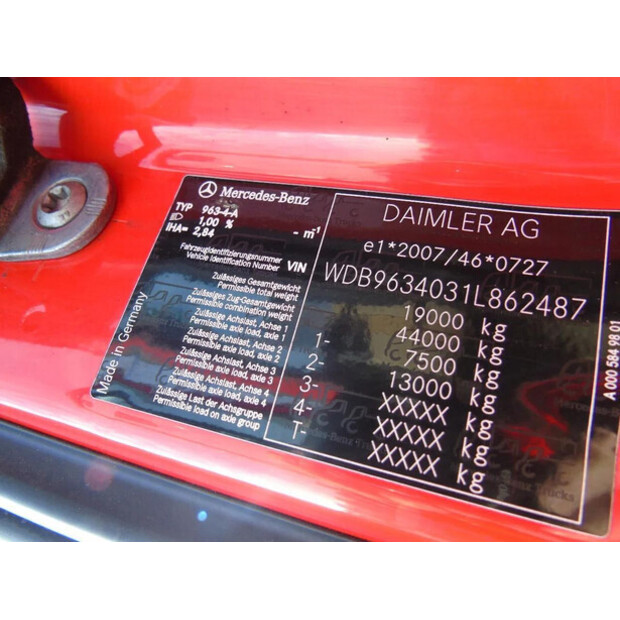 Mercedes-Benz
TYP 963-4-A
1,00 %
IHA= 2,84 - m⁻¹
Fahrzeugidentifizierungsnummer
Vehicle Identification Number VIN
Zulässiges Gesamtgewicht
Permissible total weight
Zulässiges Zug-Gesamtgewicht
Permissible combination weight
Zulässige Achslast, Achse 1
Permissible axle load, axle 1
Zulässige Achslast, Achse 2
Permissible axle load, axle 2
Zulässige Achslast, Achse 3
Permissible axle load, axle 3
Zulässige Achslast, Achse 4
Permissible axle load, axle 4
Zulässige Last der Achsgruppe
Permissible load on axle group
DAIMLER AG
e1*2007/46*0727
WDB9634031L862487
19000 kg
44000 kg
1- 7500 kg
2- 13000 kg
3- XXXXX kg
4- XXXXX kg
T- XXXXX kg
Made in Germany
A 000 584 98 01